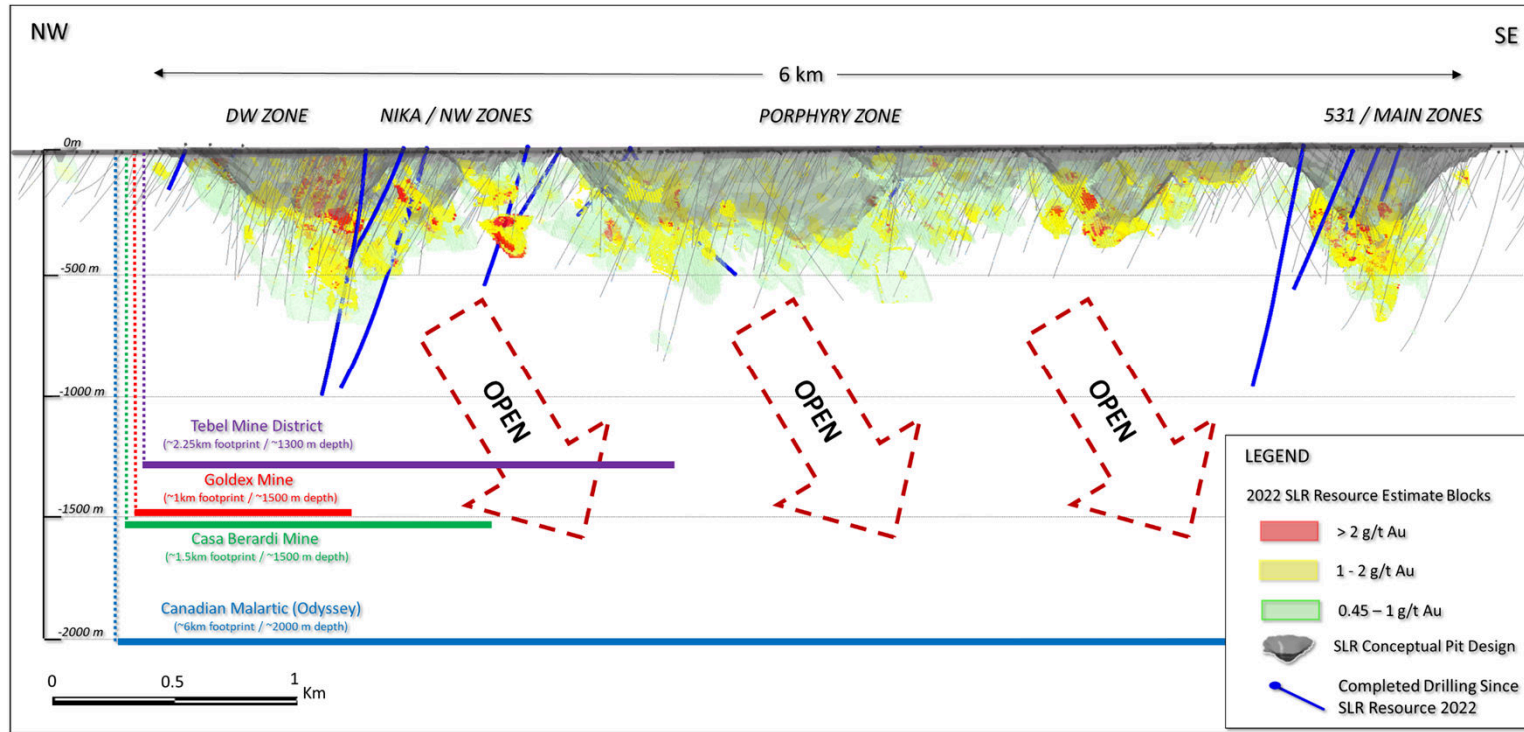 NW
SE
6 km
DW ZONE
NIKA / NW ZONES
PORPHYRY ZONE
531 / MAIN ZONES
0m
-500 m
-1000 m
-1500 m
-2000 m
OPEN
OPEN
OPEN
Tebel Mine District
(~2.25km footprint / ~1300 m depth)
Goldex Mine
(~1km footprint / ~1500 m depth)
Casa Berardi Mine
(~1.5km footprint / ~1500 m depth)
Canadian Malartic (Odyssey)
(~6km footprint / ~2000 m depth)
0 0.5 1
Km
LEGEND
2022 SLR Resource Estimate Blocks
> 2 g/t Au
1 - 2 g/t Au
0.45 – 1 g/t Au
SLR Conceptual Pit Design
Completed Drilling Since
SLR Resource 2022